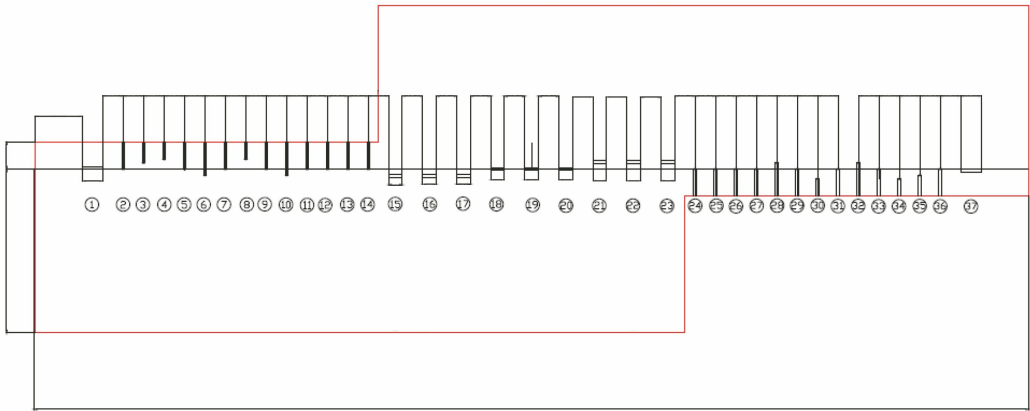 ① ② ③ ④ ⑤ ⑥ ⑦ ⑧ ⑨ ⑩ ⑪ ⑫ ⑬ ⑭ ⑮ ⑯ ⑰ ⑱ ⑲ ⑳ ㉑ ㉒ ㉓ ㉔ ㉕ ㉖ ㉗ ㉘ ㉙ ㉚ ㉛ ㉜ ㉝ ㉞ ㉟ ㊱ ㊲